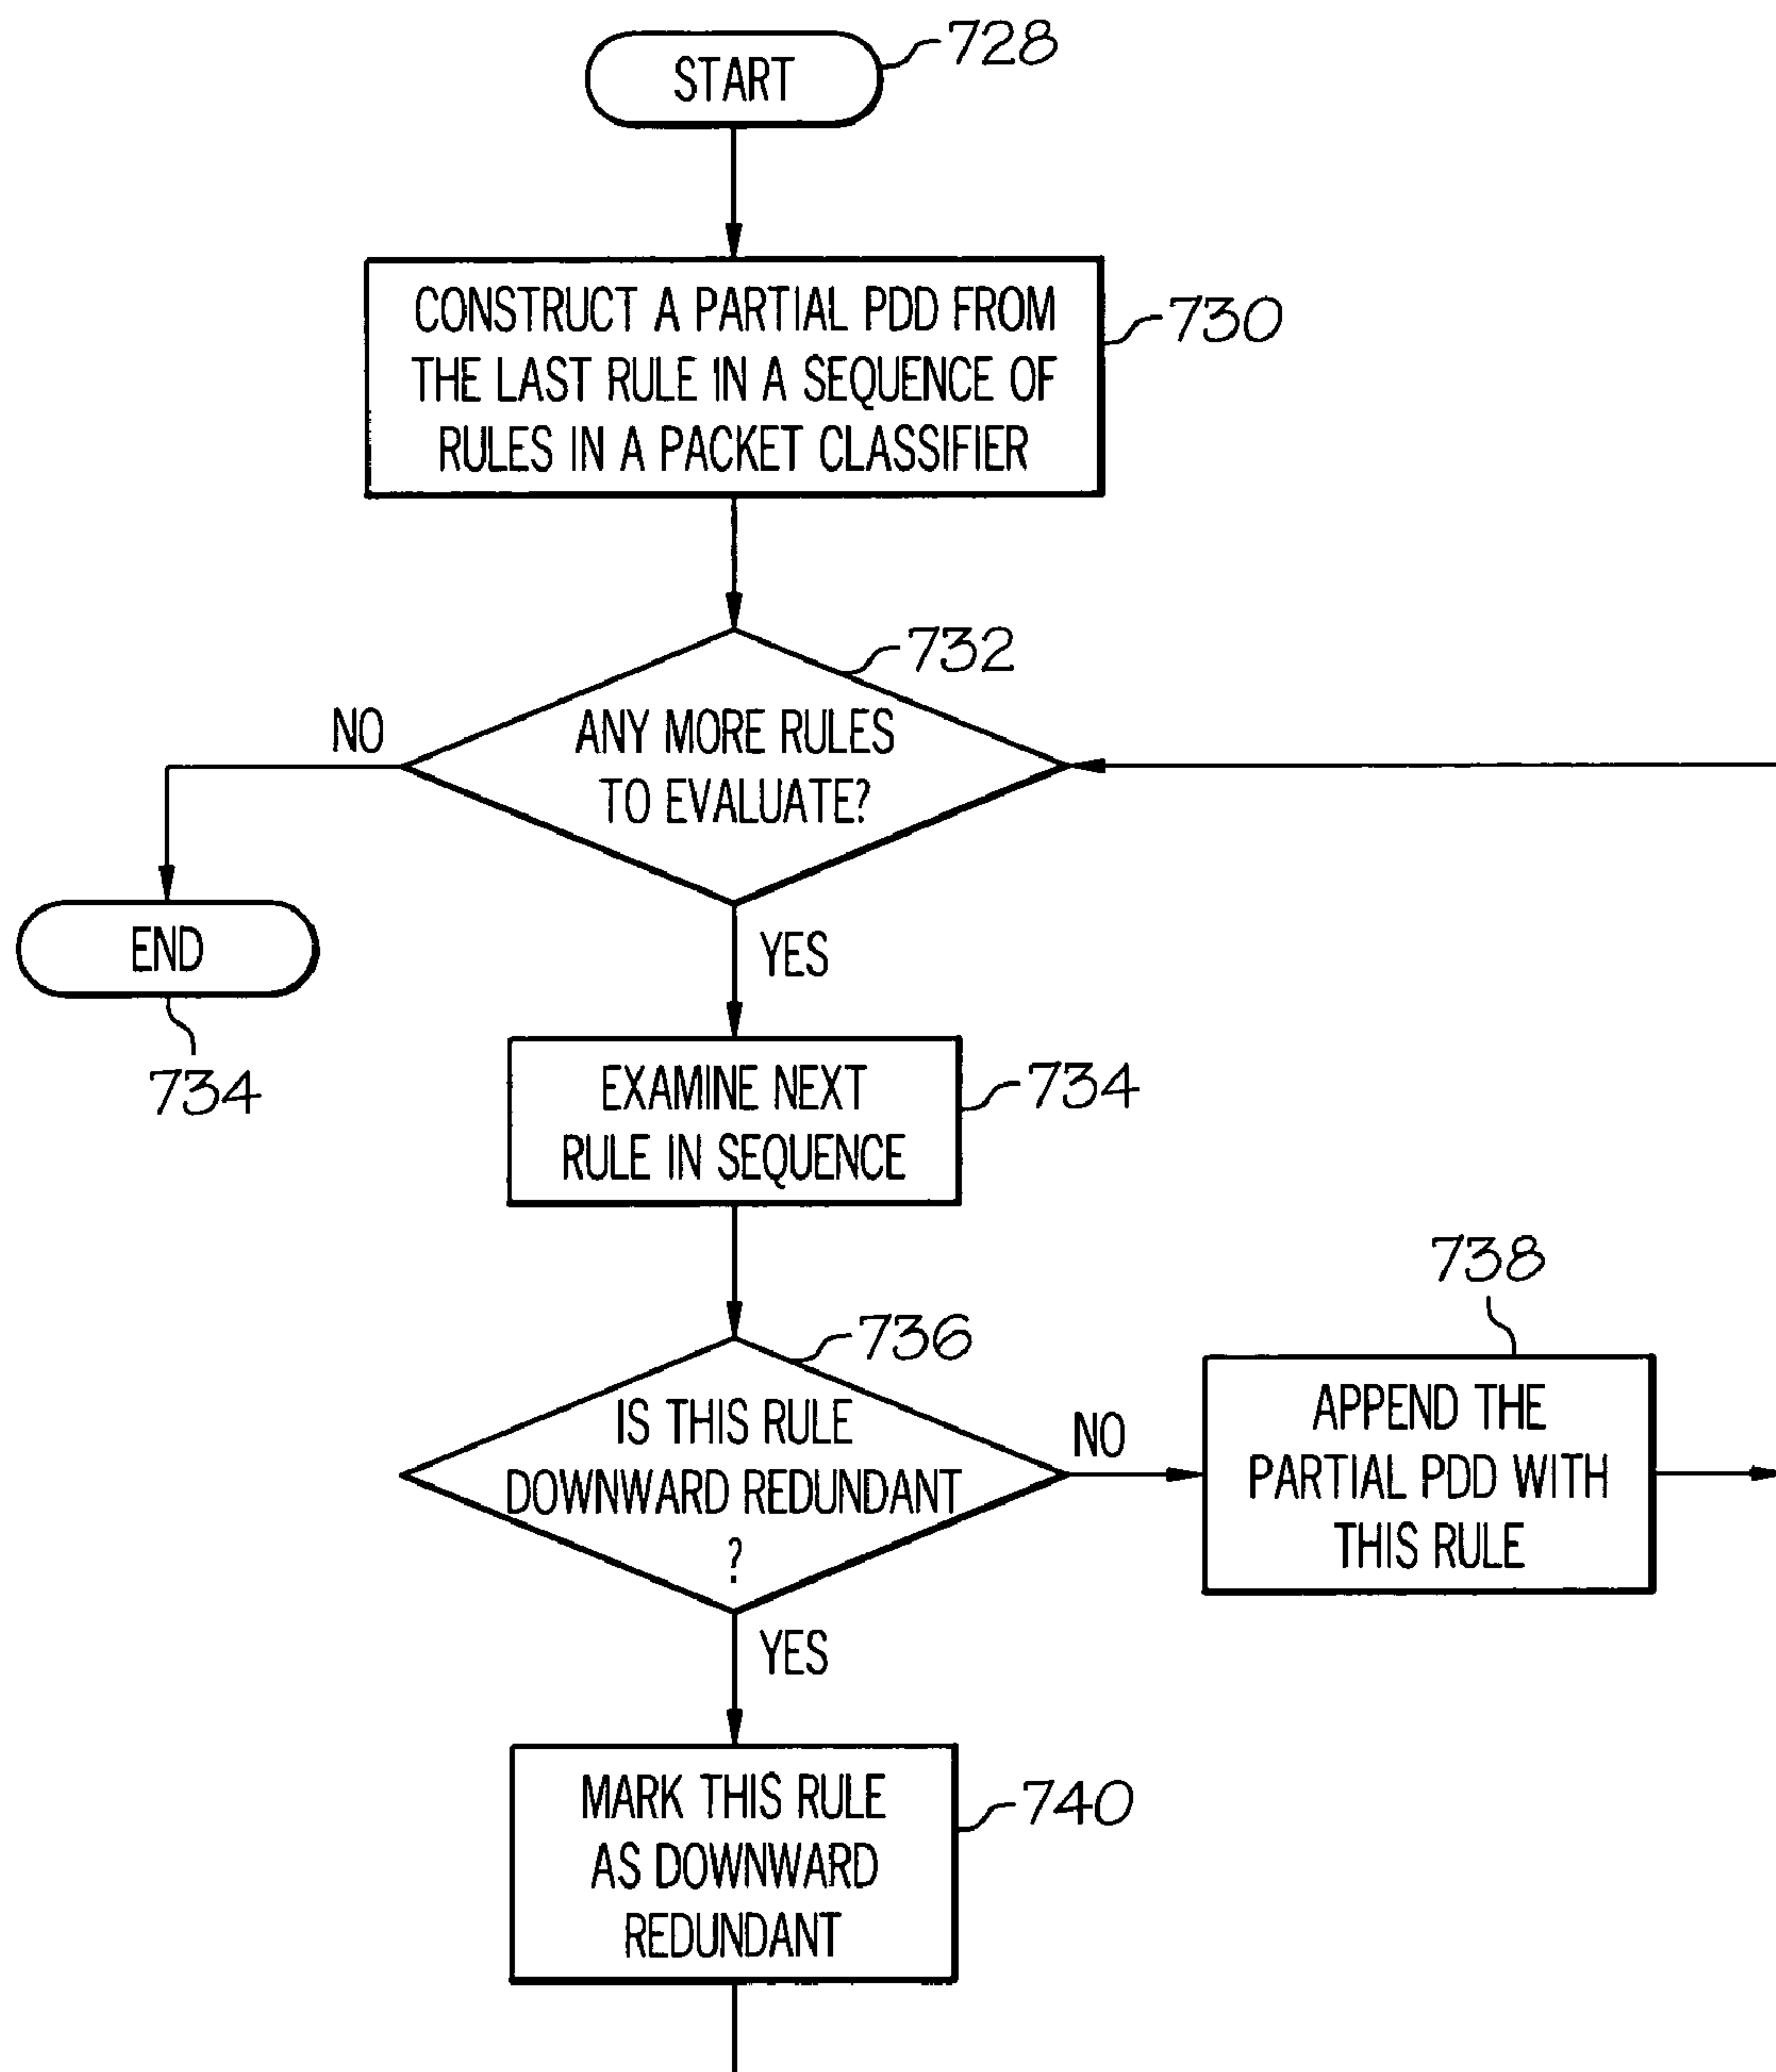 START
728
CONSTRUCT A PARTIAL PDD FROM
THE LAST RULE IN A SEQUENCE OF
RULES IN A PACKET CLASSIFIER
730
732
ANY MORE RULES
TO EVALUATE?
NO
END
734
YES
EXAMINE NEXT
RULE IN SEQUENCE
734
736
IS THIS RULE
DOWNWARD REDUNDANT
?
NO
738
APPEND THE
PARTIAL PDD WITH
THIS RULE
YES
MARK THIS RULE
AS DOWNWARD
REDUNDANT
740